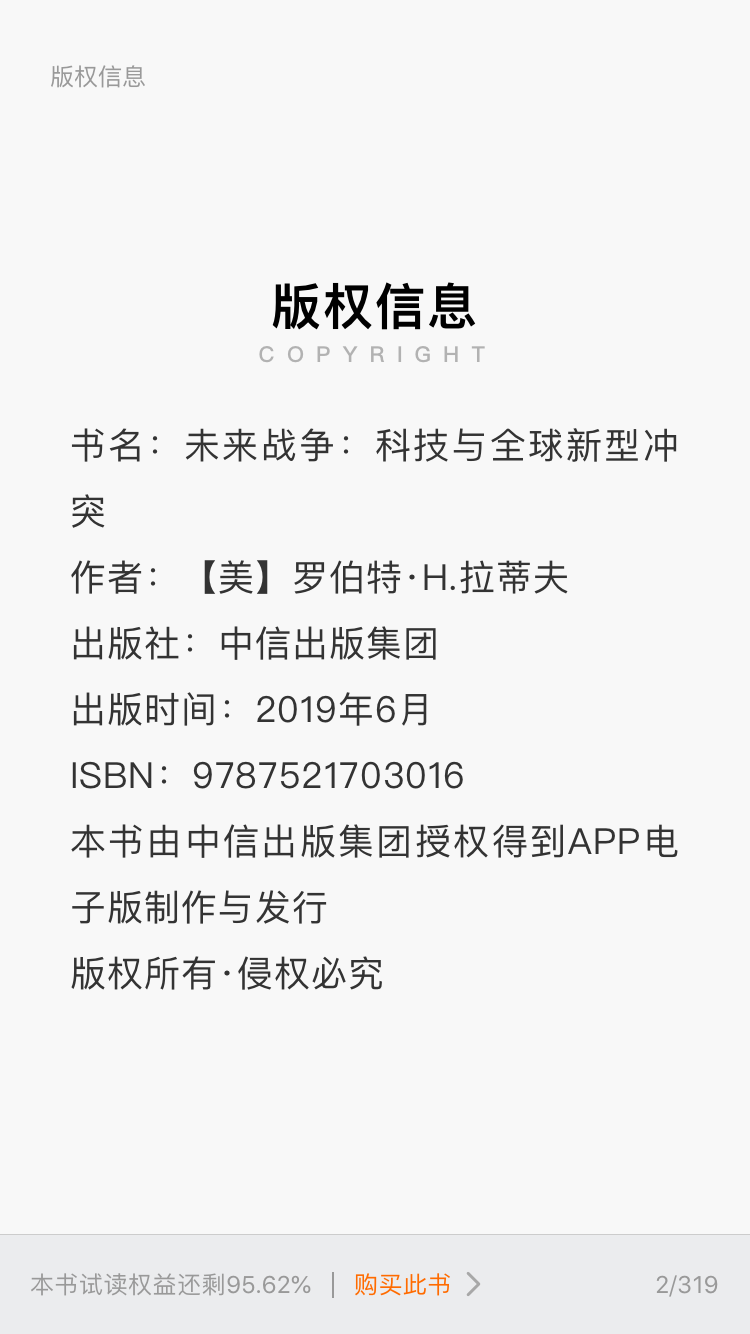 版权信息
版权信息
COPYRIGHT
书名：未来战争：科技与全球新型冲
突
作者：【美】罗伯特·H.拉蒂夫
出版社：中信出版集团
出版时间：2019年6月
ISBN：9787521703016
本书由中信出版集团授权得到APP电
子版制作与发行
版权所有·侵权必究
本书试读权益还剩95.62% | 购买此书 > 2/319